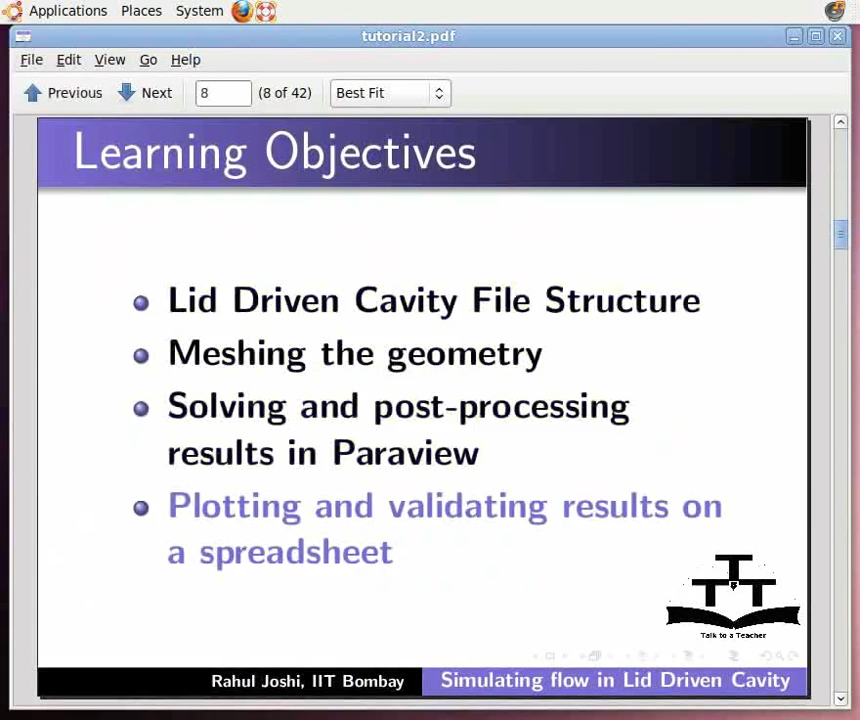 Applications Places System
tutorial2.pdf
File Edit View Go Help
Previous Next 8 (8 of 42) Best Fit
Learning Objectives
Lid Driven Cavity File Structure
Meshing the geometry
Solving and post-processing
results in Paraview
Plotting and validating results on
a spreadsheet
TTT
Talk to a Teacher
Rahul Joshi, IIT Bombay Simulating flow in Lid Driven Cavity